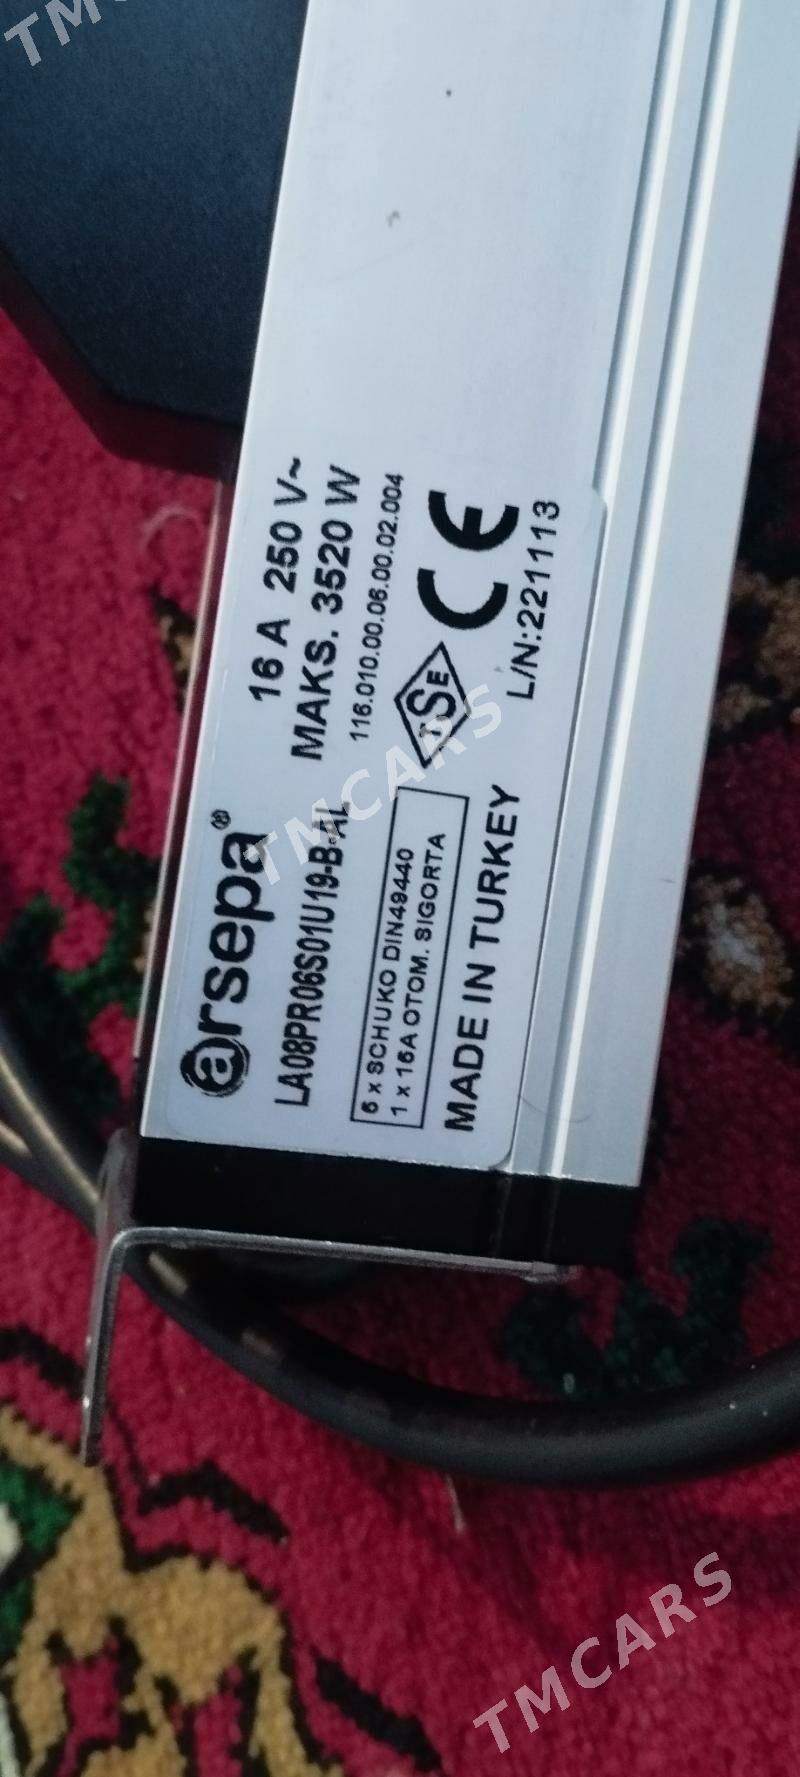 arsepa®
LA08PR06S01U19-B-AL
6 x SCHUKO DIN49440
1 x 16A OTOM. SIGORTA
MADE IN TURKEY
16 A 250 V~
MAKS. 3520 W
116.010.00.06.00.02.004
TSE CE
L/N:221113
TMCARS
TMCARS
TMCARS